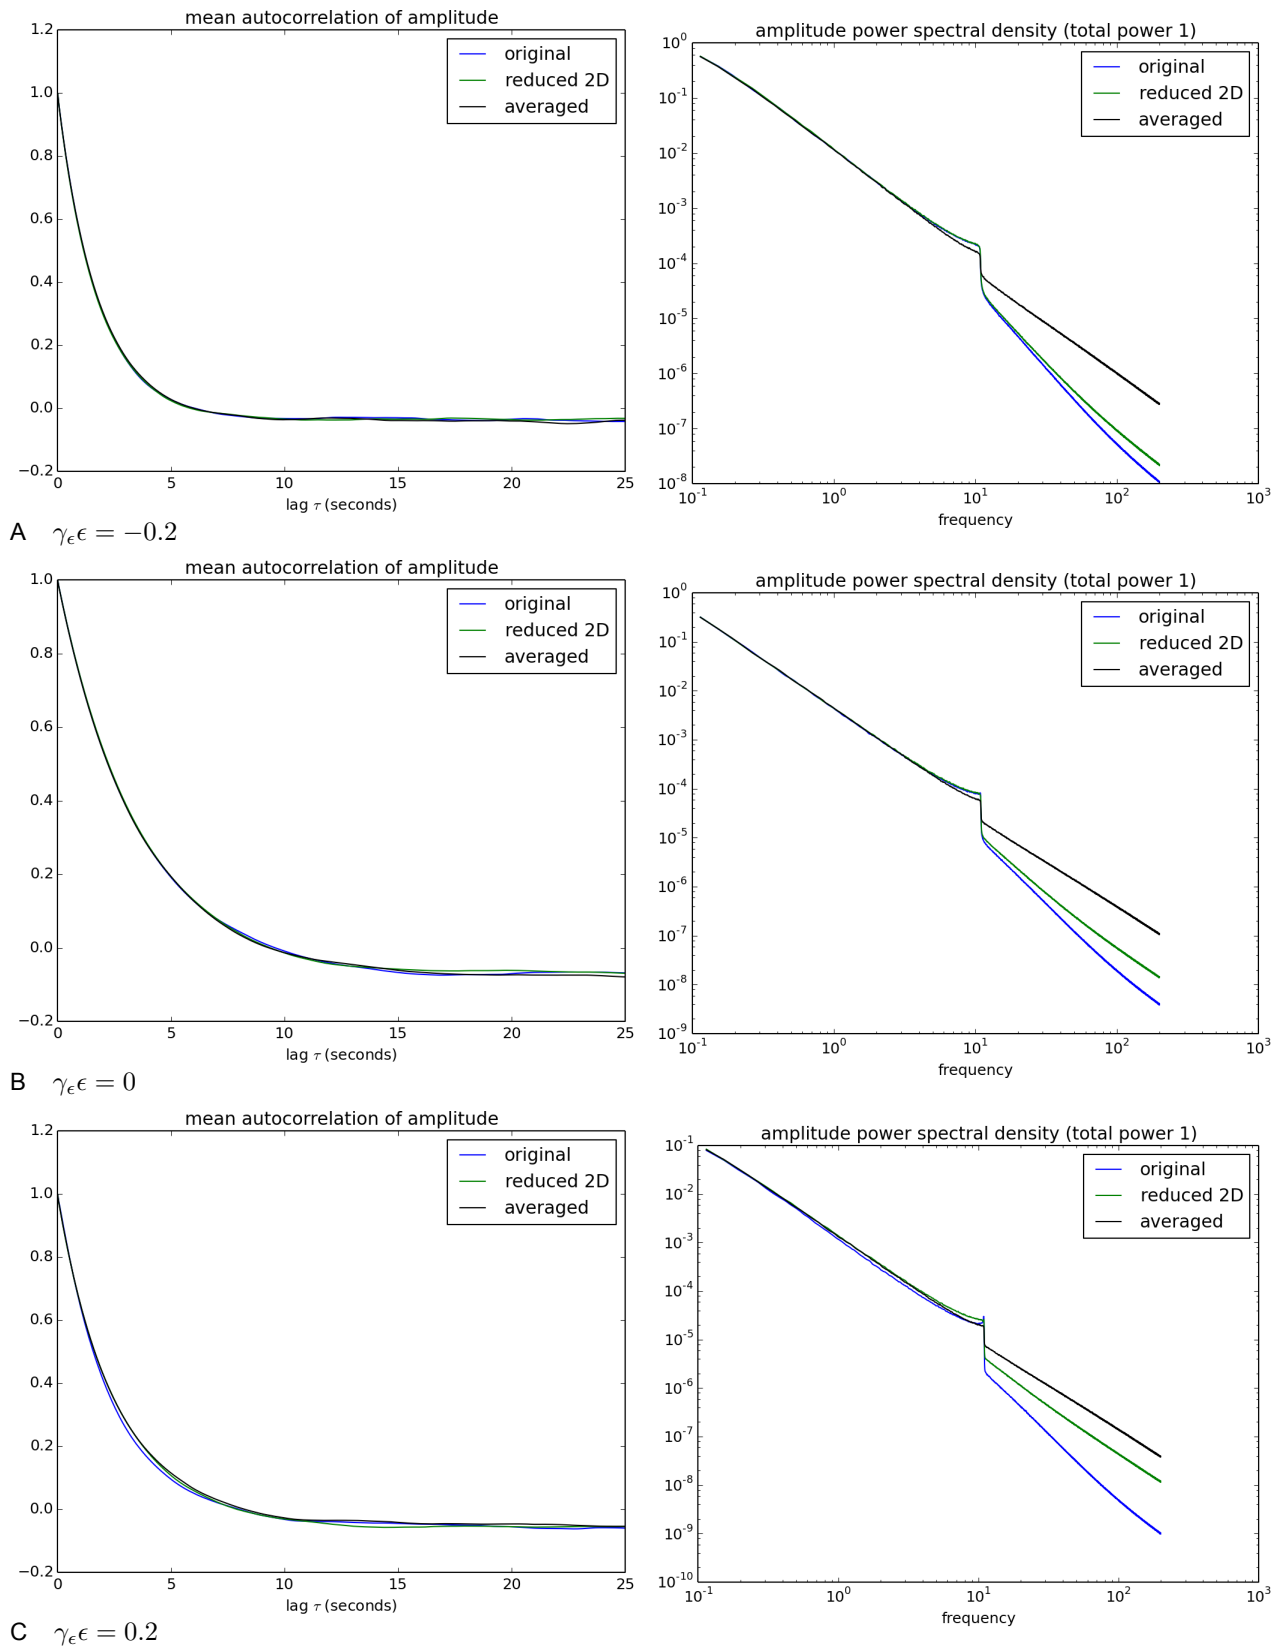 mean autocorrelation of amplitude
1.2
1.0
0.8
0.6
0.4
0.2
0.0
−0.2
0 5 10 15 20 25
lag τ (seconds)
original
reduced 2D
averaged
amplitude power spectral density (total power 1)
10^0
10^-1
10^-2
10^-3
10^-4
10^-5
10^-6
10^-7
10^-8
10^-1 10^0 10^1 10^2 10^3
frequency
original
reduced 2D
averaged
A γ_ϵ ϵ = −0.2
mean autocorrelation of amplitude
1.0
0.8
0.6
0.4
0.2
0.0
−0.2
0 5 10 15 20 25
lag τ (seconds)
original
reduced 2D
averaged
amplitude power spectral density (total power 1)
10^0
10^-1
10^-2
10^-3
10^-4
10^-5
10^-6
10^-7
10^-8
10^-9
10^-1 10^0 10^1 10^2 10^3
frequency
original
reduced 2D
averaged
B γ_ϵ ϵ = 0
mean autocorrelation of amplitude
1.2
1.0
0.8
0.6
0.4
0.2
0.0
−0.2
0 5 10 15 20 25
lag τ (seconds)
original
reduced 2D
averaged
amplitude power spectral density (total power 1)
10^-1
10^-2
10^-3
10^-4
10^-5
10^-6
10^-7
10^-8
10^-9
10^-10
10^-1 10^0 10^1 10^2 10^3
frequency
original
reduced 2D
averaged
C γ_ϵ ϵ = 0.2